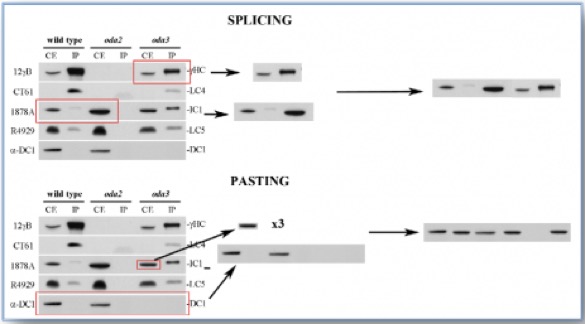 SPLICING
wild type oda2 oda3
CE IP CE IP CE IP
12γB -γHC
CT61 -LC4
1878A -IC1
R4929 -LC5
α-DC1 -DC1
PASTING
wild type oda2 oda3
CE IP CE IP CE IP
12γB -γHC x3
CT61 -LC4
1878A -IC1
R4929 -LC5
α-DC1 -DC1